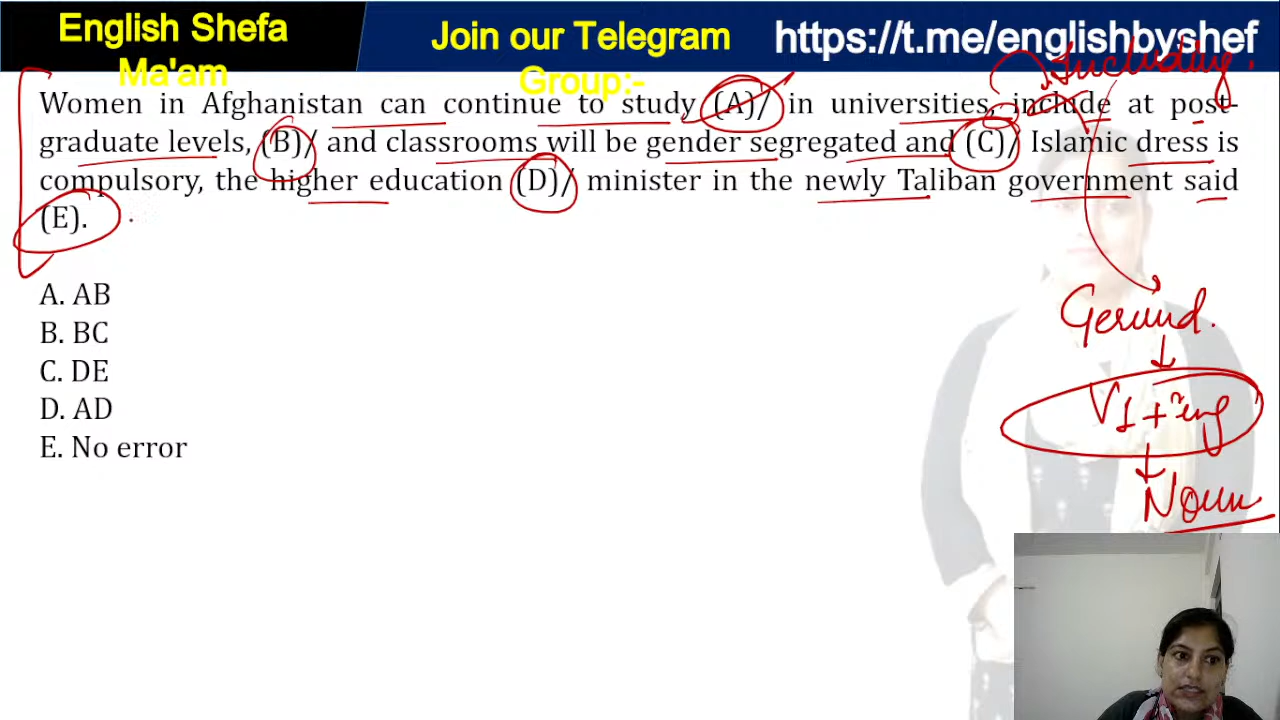 English Shefa
Ma'am
Join our Telegram
Group:-
https://t.me/englishbyshef
Including.
Women in Afghanistan can continue to study (A)/ in universities, include at post-
graduate levels, (B)/ and classrooms will be gender segregated and (C)/ Islamic dress is
compulsory, the higher education (D)/ minister in the newly Taliban government said
(E).
A. AB
B. BC
C. DE
D. AD
E. No error
Gerund.
V1 + ing
Noun